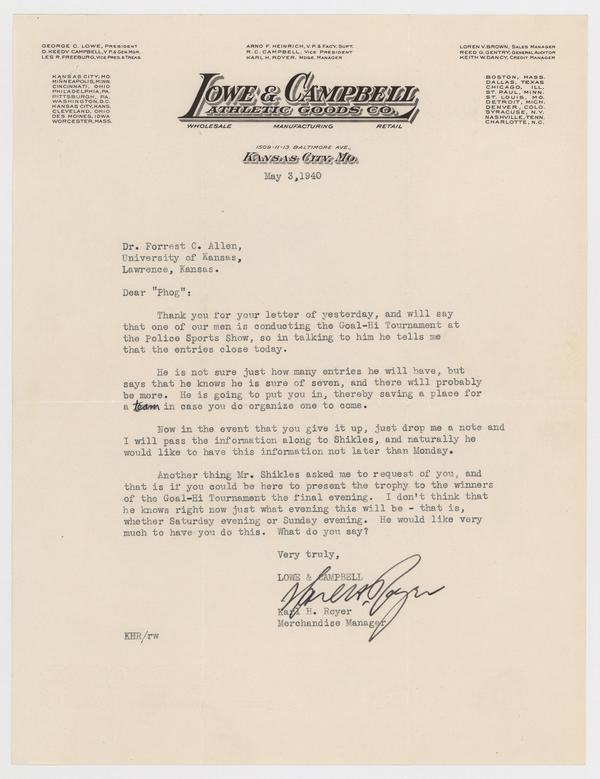 GEORGE C. LOWE, PRESIDENT
D. KEEDY CAMPBELL, V. P. & GEN. MGR.
LES R. FREEBURG, VICE PRES. & TREAS.
ARNO F. HEINRICH, V. P. & FACY. SUPT.
R. C. CAMPBELL, VICE PRESIDENT
KARL H. ROYER, MDSE. MANAGER
LOREN V. BROWN, SALES MANAGER
REED G. GENTRY, GENERAL AUDITOR
KEITH W. DANCY, CREDIT MANAGER
KANSAS CITY, MO.
MINNEAPOLIS, MINN.
CINCINNATI, OHIO
PHILADELPHIA, PA.
PITTSBURGH, PA.
WASHINGTON, D.C.
KANSAS CITY, KANS.
CLEVELAND, OHIO
DES MOINES, IOWA
WORCESTER, MASS.
LOWE & CAMPBELL
ATHLETIC GOODS CO.
WHOLESALE MANUFACTURING RETAIL
BOSTON, MASS.
DALLAS, TEXAS
CHICAGO, ILL.
ST. PAUL, MINN.
ST. LOUIS, MO.
DETROIT, MICH.
DENVER, COLO.
SYRACUSE, N.Y.
NASHVILLE, TENN.
CHARLOTTE, N.C.
1509-11-13 BALTIMORE AVE.,
KANSAS CITY, MO.
May 3,1940
Dr. Forrest C. Allen,
University of Kansas,
Lawrence, Kansas.
Dear "Phog":
Thank you for your letter of yesterday, and will say
that one of our men is conducting the Goal-Hi Tournament at
the Police Sports Show, so in talking to him he tells me
that the entries close today.
He is not sure just how many entries he will have, but
says that he knows he is sure of seven, and there will probably
be more. He is going to put you in, thereby saving a place for
a team in case you do organize one to come.
Now in the event that you give it up, just drop me a note and
I will pass the information along to Shikles, and naturally he
would like to have this information not later than Monday.
Another thing Mr. Shikles asked me to request of you, and
that is if you could be here to present the trophy to the winners
of the Goal-Hi Tournament the final evening. I don't think that
he knows right now just what evening this will be - that is,
whether Saturday evening or Sunday evening. He would like very
much to have you do this. What do you say?
Very truly,
LOWE & CAMPBELL
Karl H. Royer
Karl H. Royer
Merchandise Manager
KHR/rw